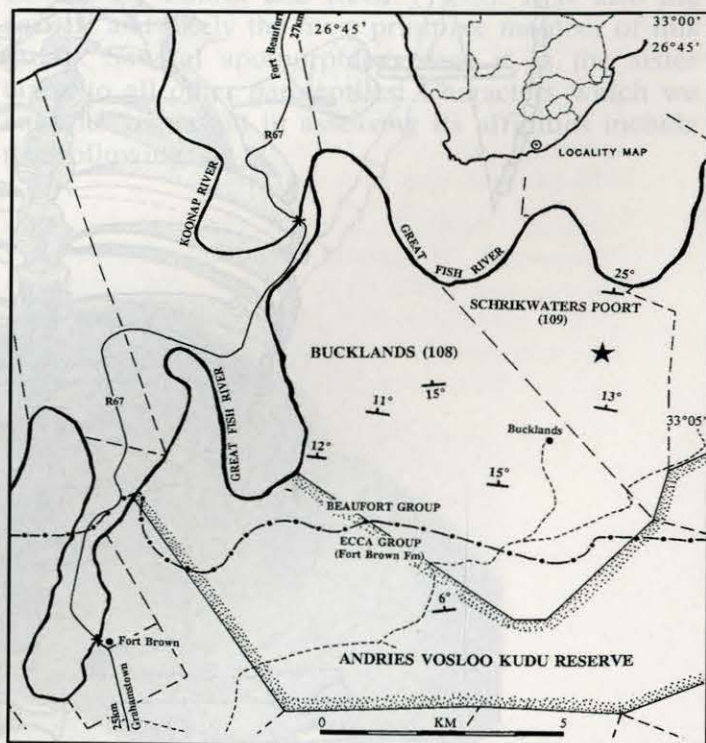 Fort Beaufort
27km
26°45'
33°00'
26°45'
R67
KOONAP RIVER
LOCALITY MAP
GREAT FISH RIVER
25°
SCHRIKWATERS POORT
(109)
BUCKLANDS (108)
R67
GREAT FISH RIVER
11°
15°
13°
Bucklands
33°05'
12°
15°
BEAUFORT GROUP
ECCA GROUP
(Fort Brown Fm)
6°
Fort Brown
ANDRIES VOSLOO KUDU RESERVE
25km
Grahamstown
0 KM 5